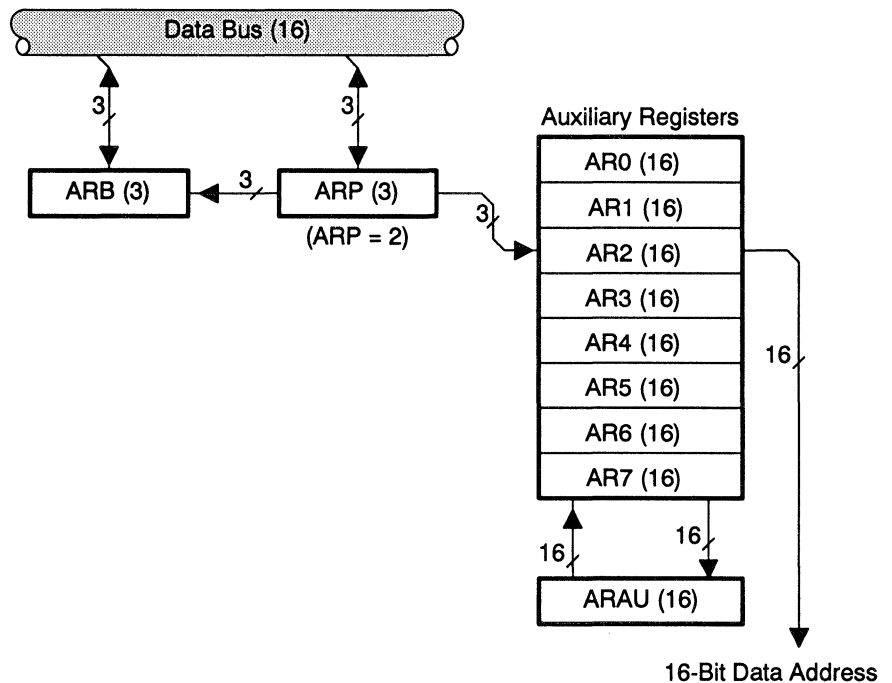 Data Bus (16)
3
3
Auxiliary Registers
AR0 (16)
ARB (3)
3
ARP (3)
AR1 (16)
3
(ARP = 2)
AR2 (16)
AR3 (16)
AR4 (16)
16
AR5 (16)
AR6 (16)
AR7 (16)
16
16
ARAU (16)
16-Bit Data Address